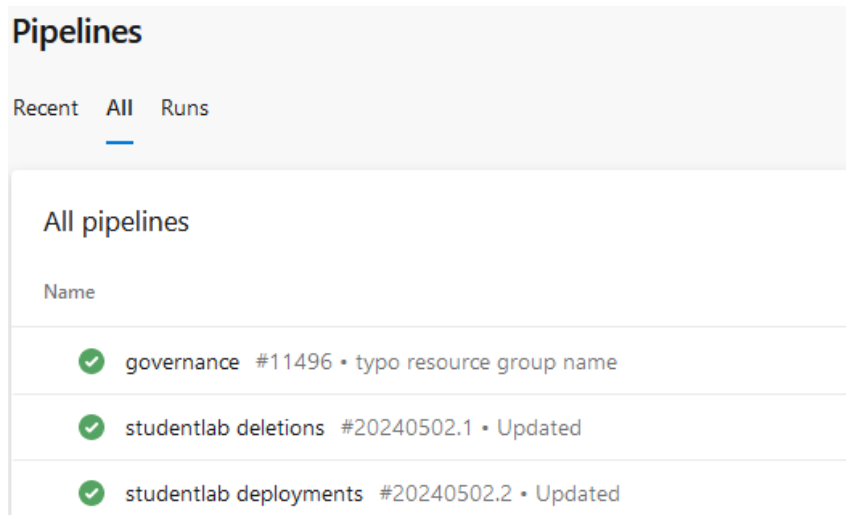 Pipelines
Recent All Runs
All pipelines
Name
governance #11496 • typo resource group name
studentlab deletions #20240502.1 • Updated
studentlab deployments #20240502.2 • Updated